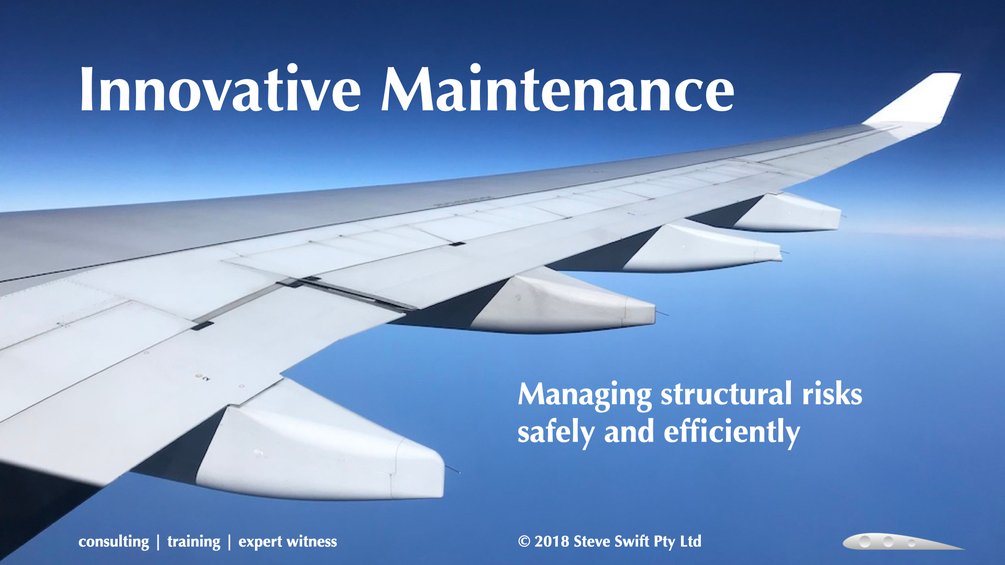 Innovative Maintenance
Managing structural risks
safely and efficiently
consulting | training | expert witness
© 2018 Steve Swift Pty Ltd